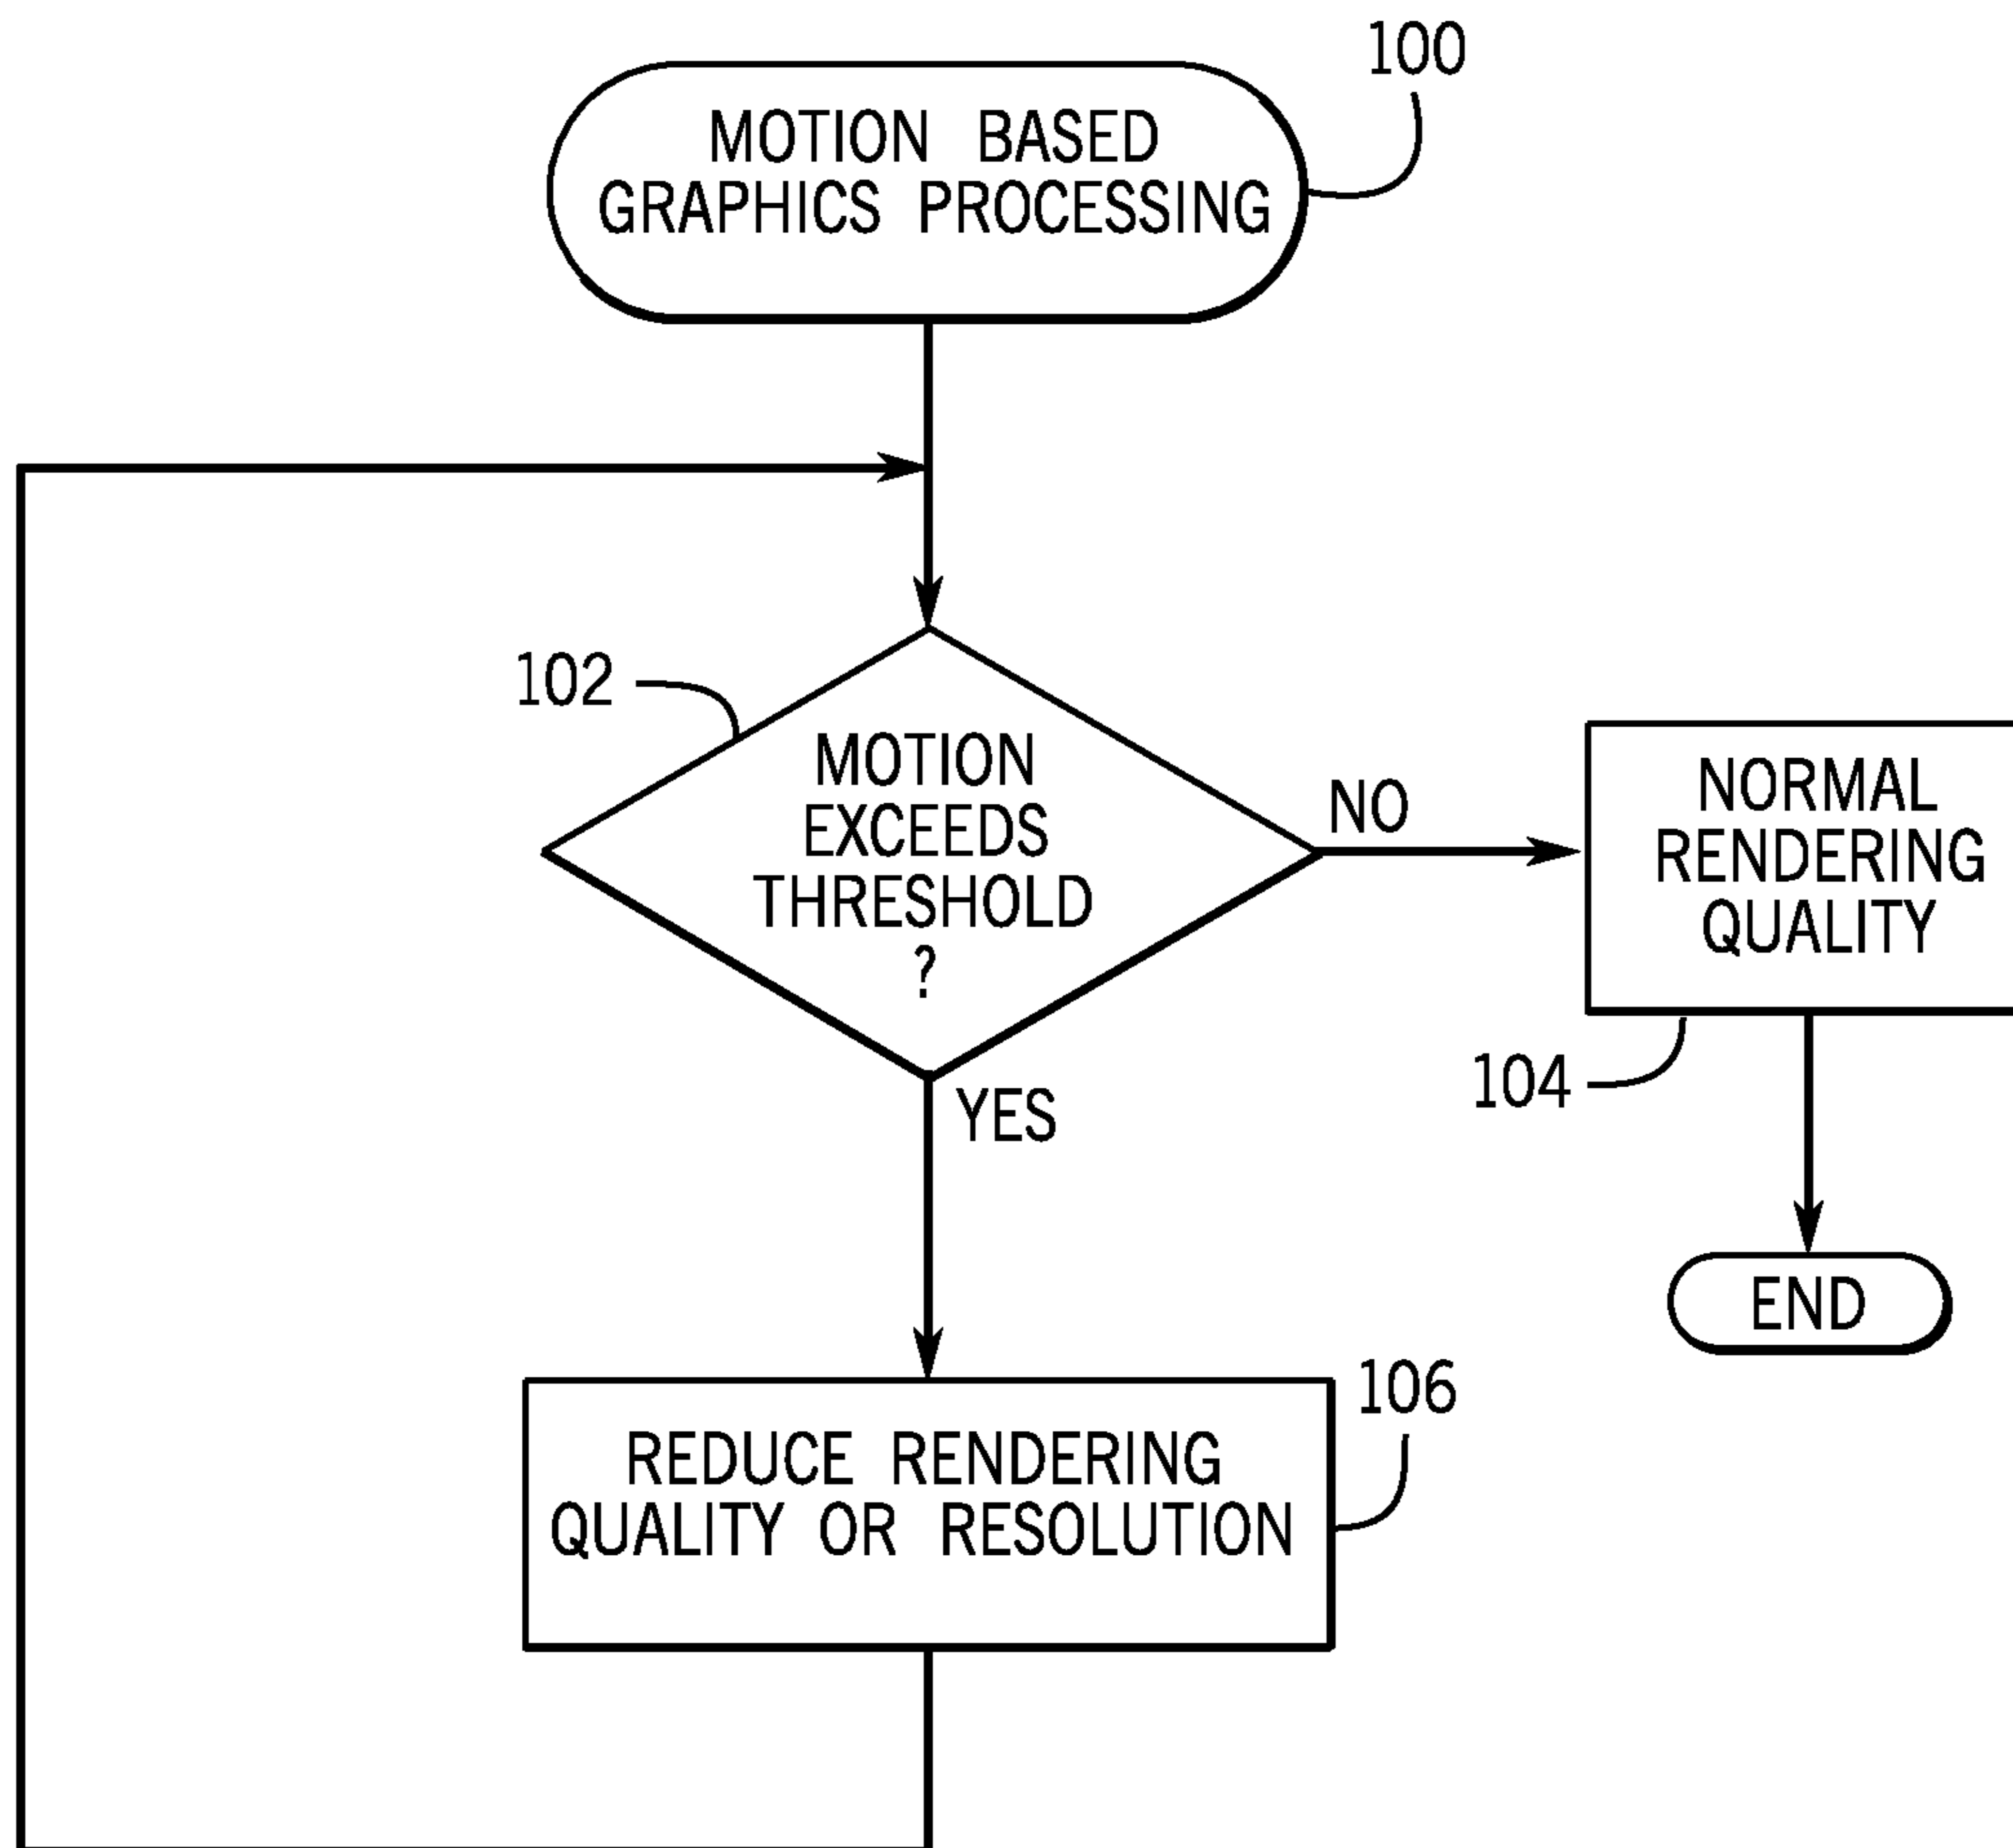 100
MOTION BASED
GRAPHICS PROCESSING
102
MOTION
EXCEEDS
THRESHOLD
?
NO
NORMAL
RENDERING
QUALITY
104
YES
END
106
REDUCE RENDERING
QUALITY OR RESOLUTION